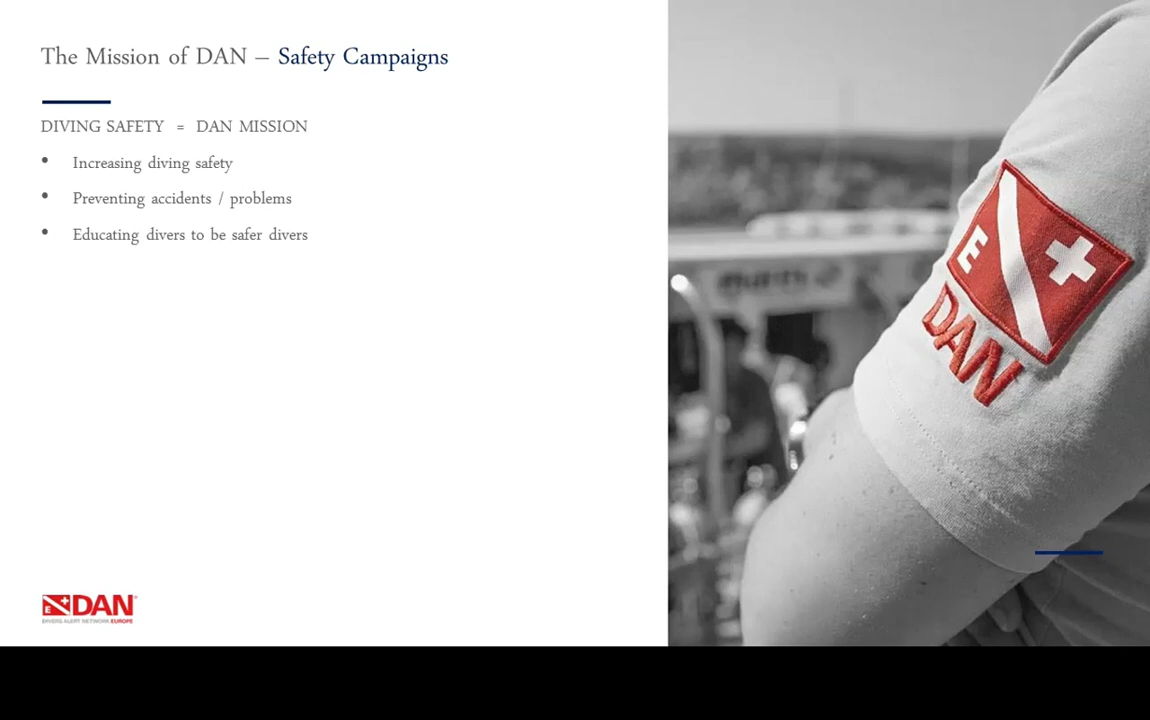 The Mission of DAN – Safety Campaigns
DIVING SAFETY = DAN MISSION
• Increasing diving safety
• Preventing accidents / problems
• Educating divers to be safer divers
E
DAN
E DAN
DIVERS ALERT NETWORK EUROPE